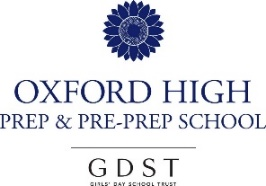 OXFORD HIGH
PREP & PRE-PREP SCHOOL
GDST
GIRLS' DAY SCHOOL TRUST